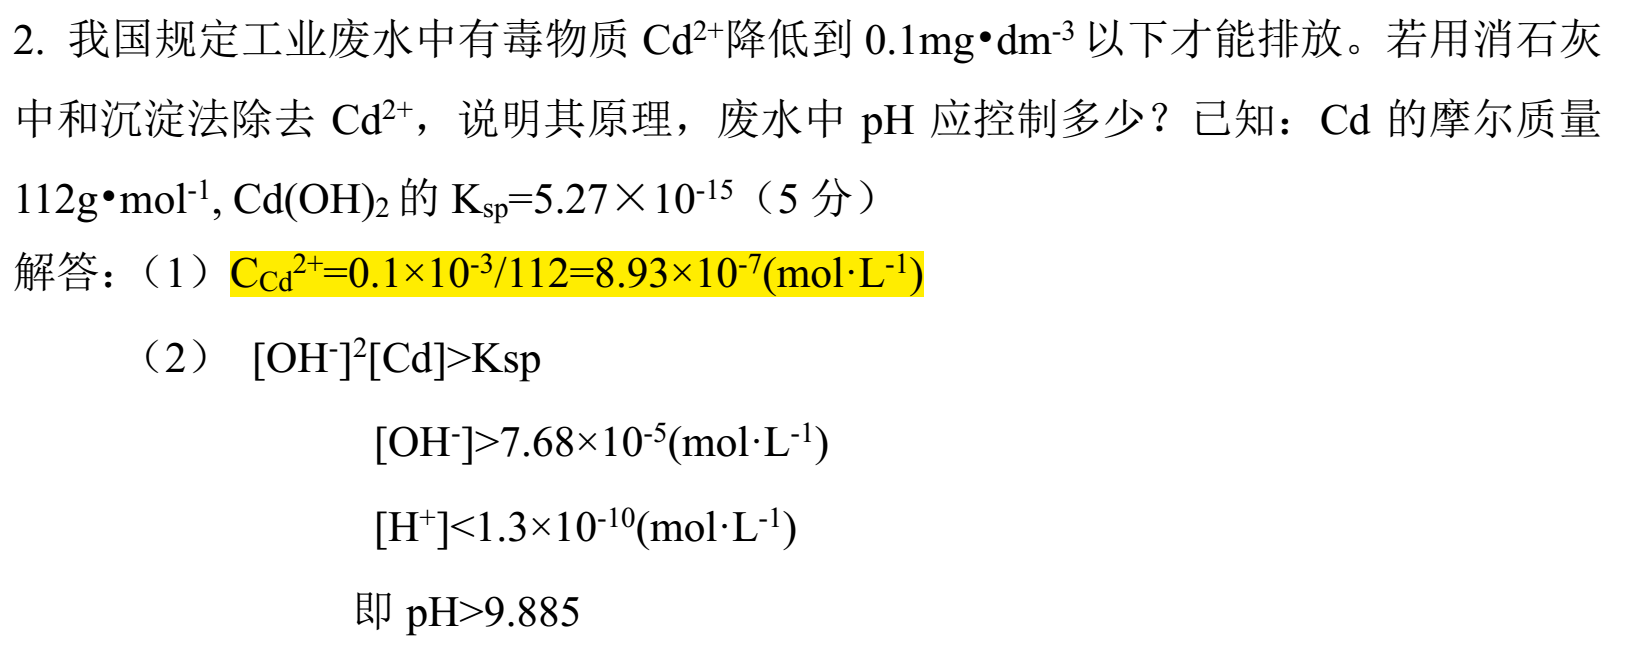 2. 我国规定工业废水中有毒物质 Cd²⁺降低到 0.1mg•dm⁻³ 以下才能排放。若用消石灰
中和沉淀法除去 Cd²⁺，说明其原理，废水中 pH 应控制多少？已知：Cd 的摩尔质量
112g•mol⁻¹, Cd(OH)₂ 的 Kₛₚ=5.27×10⁻¹⁵（5 分）
解答：（1）C_Cd²⁺=0.1×10⁻³/112=8.93×10⁻⁷(mol·L⁻¹)
（2） [OH⁻]²[Cd]>Ksp
[OH⁻]>7.68×10⁻⁵(mol·L⁻¹)
[H⁺]<1.3×10⁻¹⁰(mol·L⁻¹)
即 pH>9.885